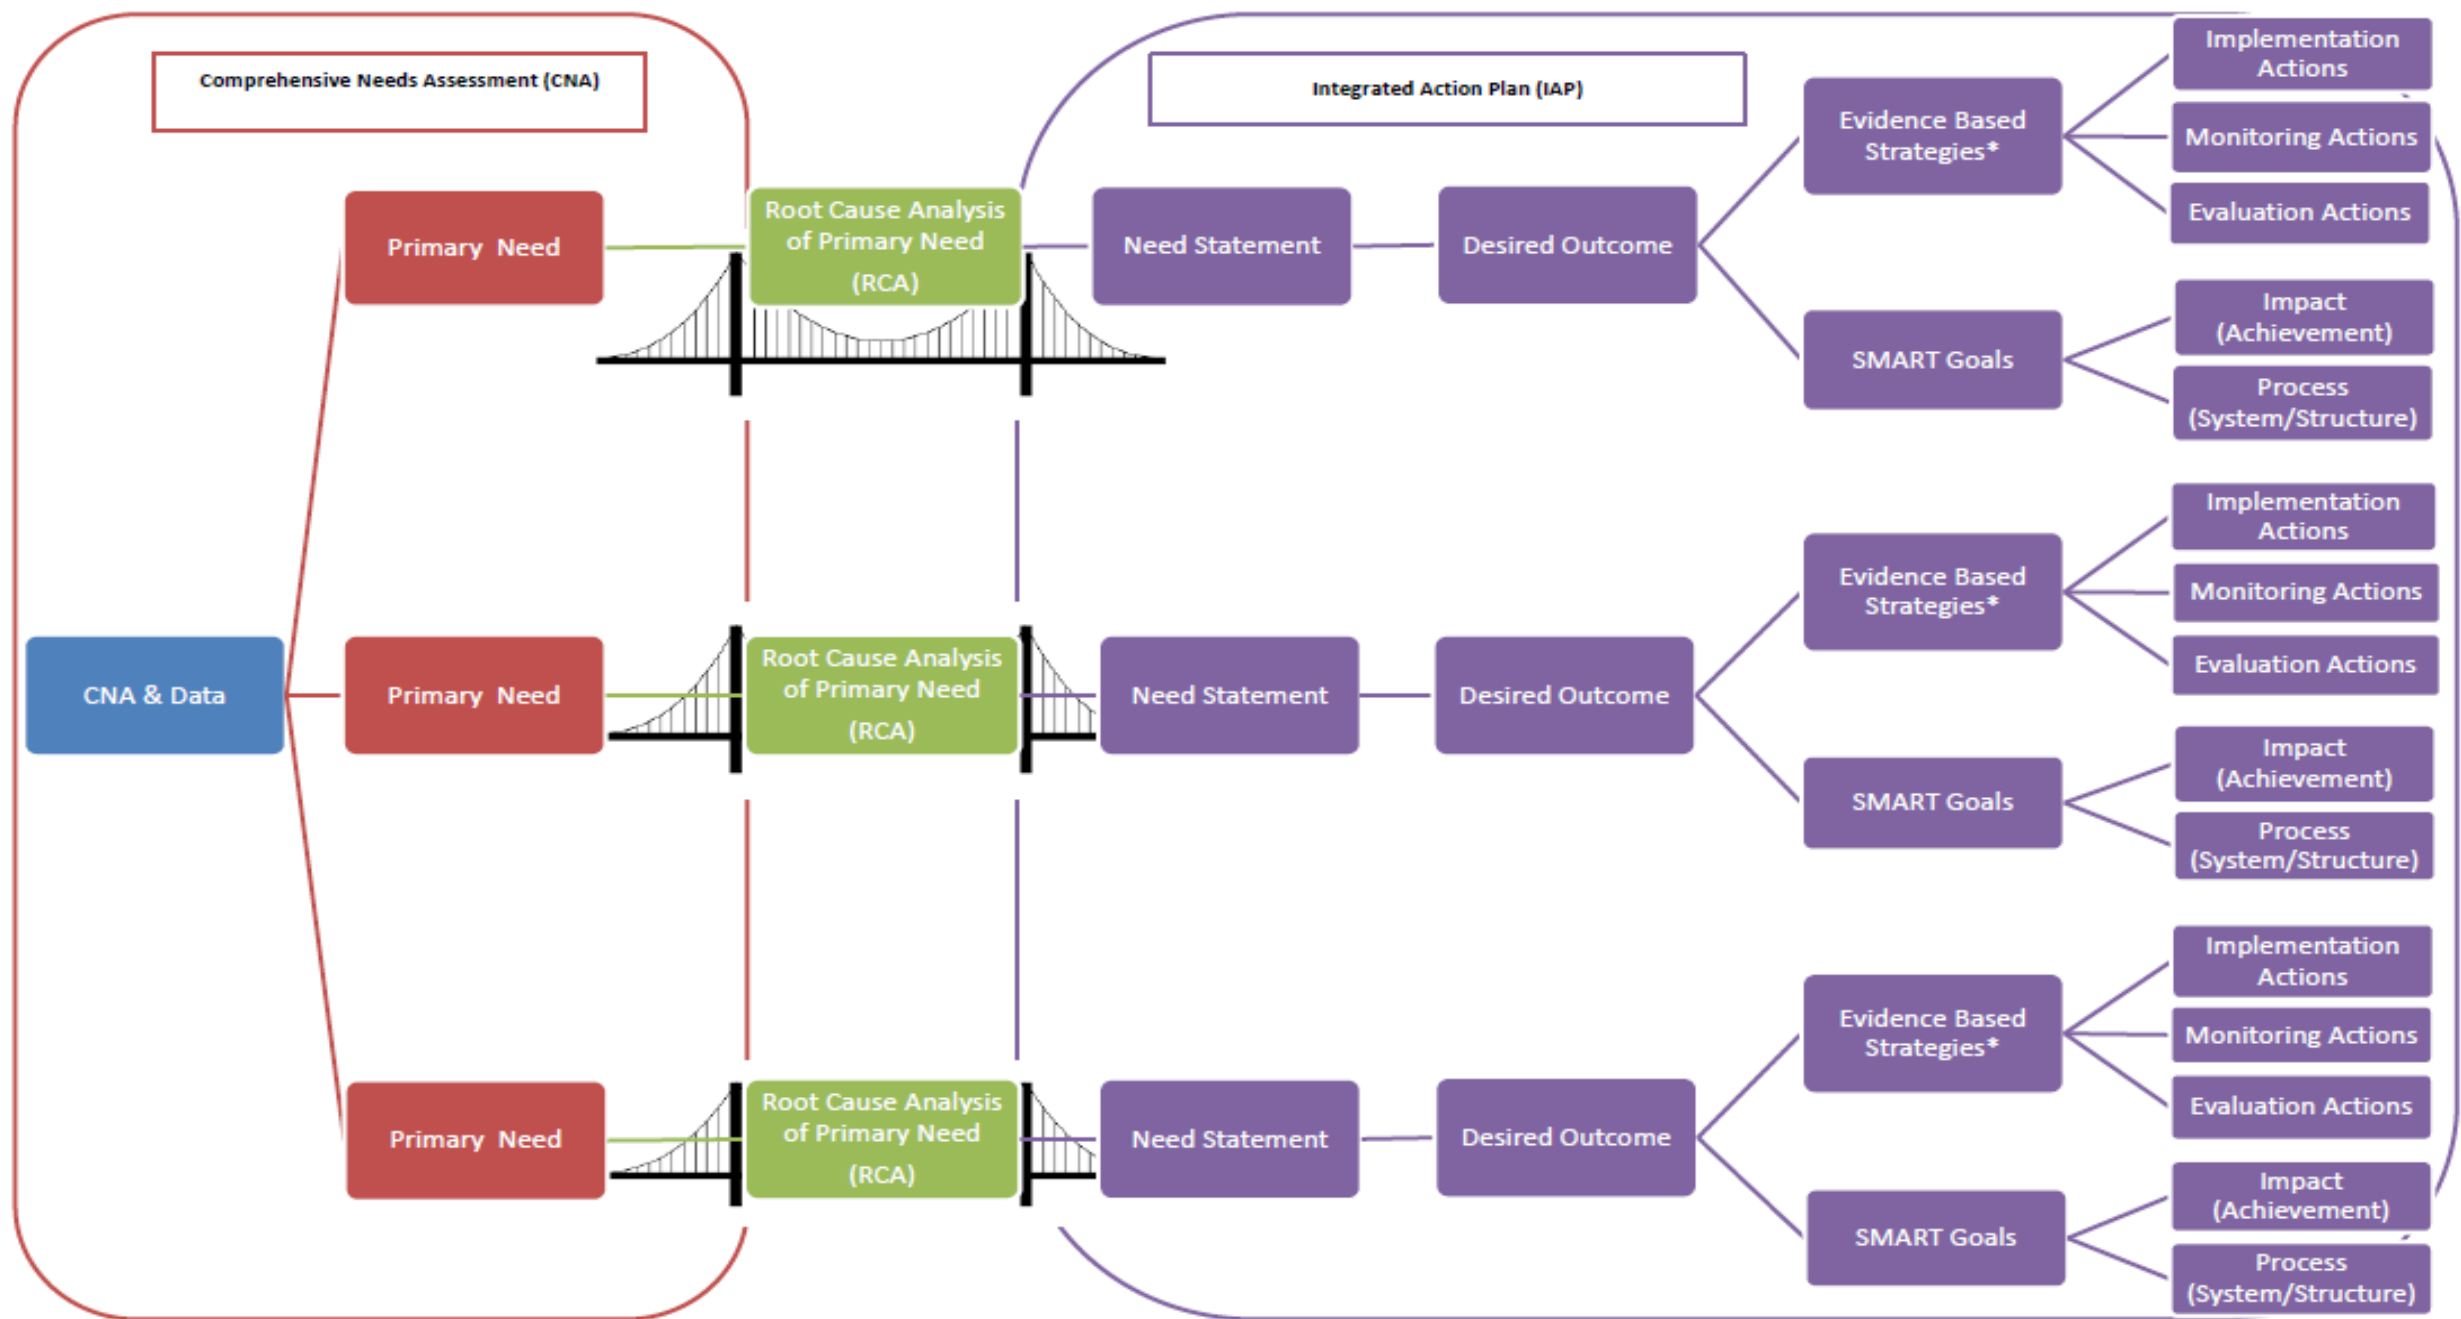 Comprehensive Needs Assessment (CNA)
Integrated Action Plan (IAP)
CNA & Data
Primary Need
Root Cause Analysis
of Primary Need
(RCA)
Need Statement
Desired Outcome
Evidence Based
Strategies*
Implementation
Actions
Monitoring Actions
Evaluation Actions
SMART Goals
Impact
(Achievement)
Process
(System/Structure)
Primary Need
Root Cause Analysis
of Primary Need
(RCA)
Need Statement
Desired Outcome
Evidence Based
Strategies*
Implementation
Actions
Monitoring Actions
Evaluation Actions
SMART Goals
Impact
(Achievement)
Process
(System/Structure)
Primary Need
Root Cause Analysis
of Primary Need
(RCA)
Need Statement
Desired Outcome
Evidence Based
Strategies*
Implementation
Actions
Monitoring Actions
Evaluation Actions
SMART Goals
Impact
(Achievement)
Process
(System/Structure)